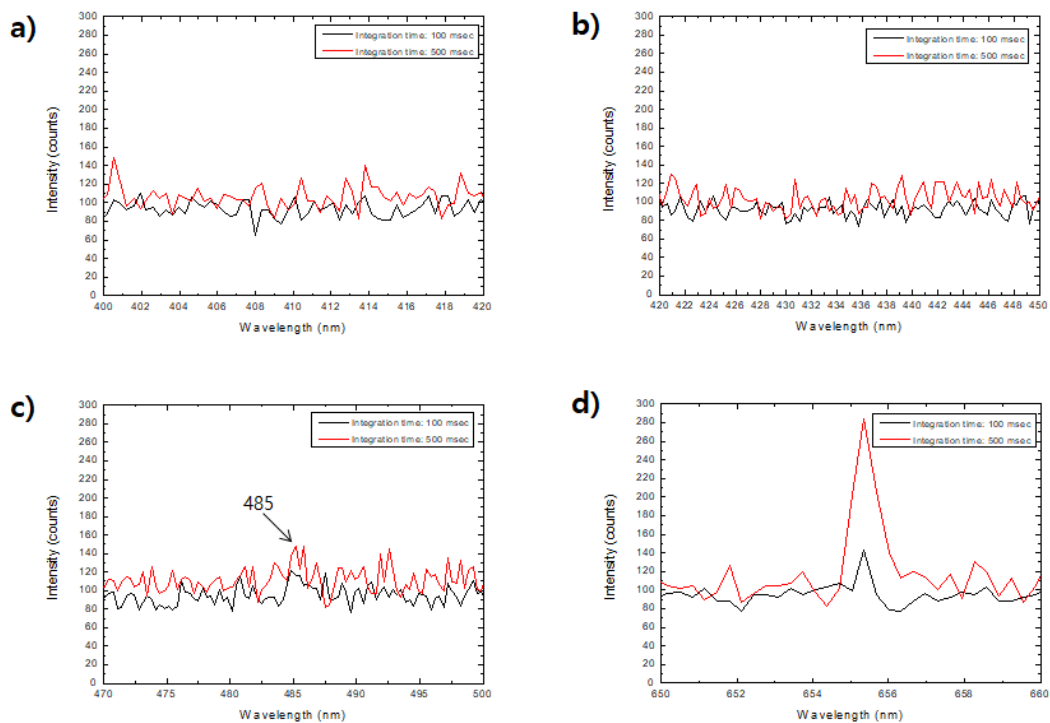 a)
Integration time: 100 msec
Integration time: 500 msec
300
280
260
240
220
200
180
160
140
120
100
80
60
40
20
0
Intensity (counts)
400 402 404 406 408 410 412 414 416 418 420
Wavelength (nm)
b)
Integration time: 100 msec
Integration time: 500 msec
300
280
260
240
220
200
180
160
140
120
100
80
60
40
20
0
Intensity (counts)
420 422 424 426 428 430 432 434 436 438 440 442 444 446 448 450
Wavelength (nm)
c)
Integration time: 100 msec
Integration time: 500 msec
300
280
260
240
220
200
180
160
140
120
100
80
60
40
20
0
Intensity (counts)
485
470 475 480 485 490 495 500
Wavelength (nm)
d)
Integration time: 100 msec
Integration time: 500 msec
300
280
260
240
220
200
180
160
140
120
100
80
60
40
20
0
Intensity (counts)
650 652 654 656 658 660
Wavelength (nm)